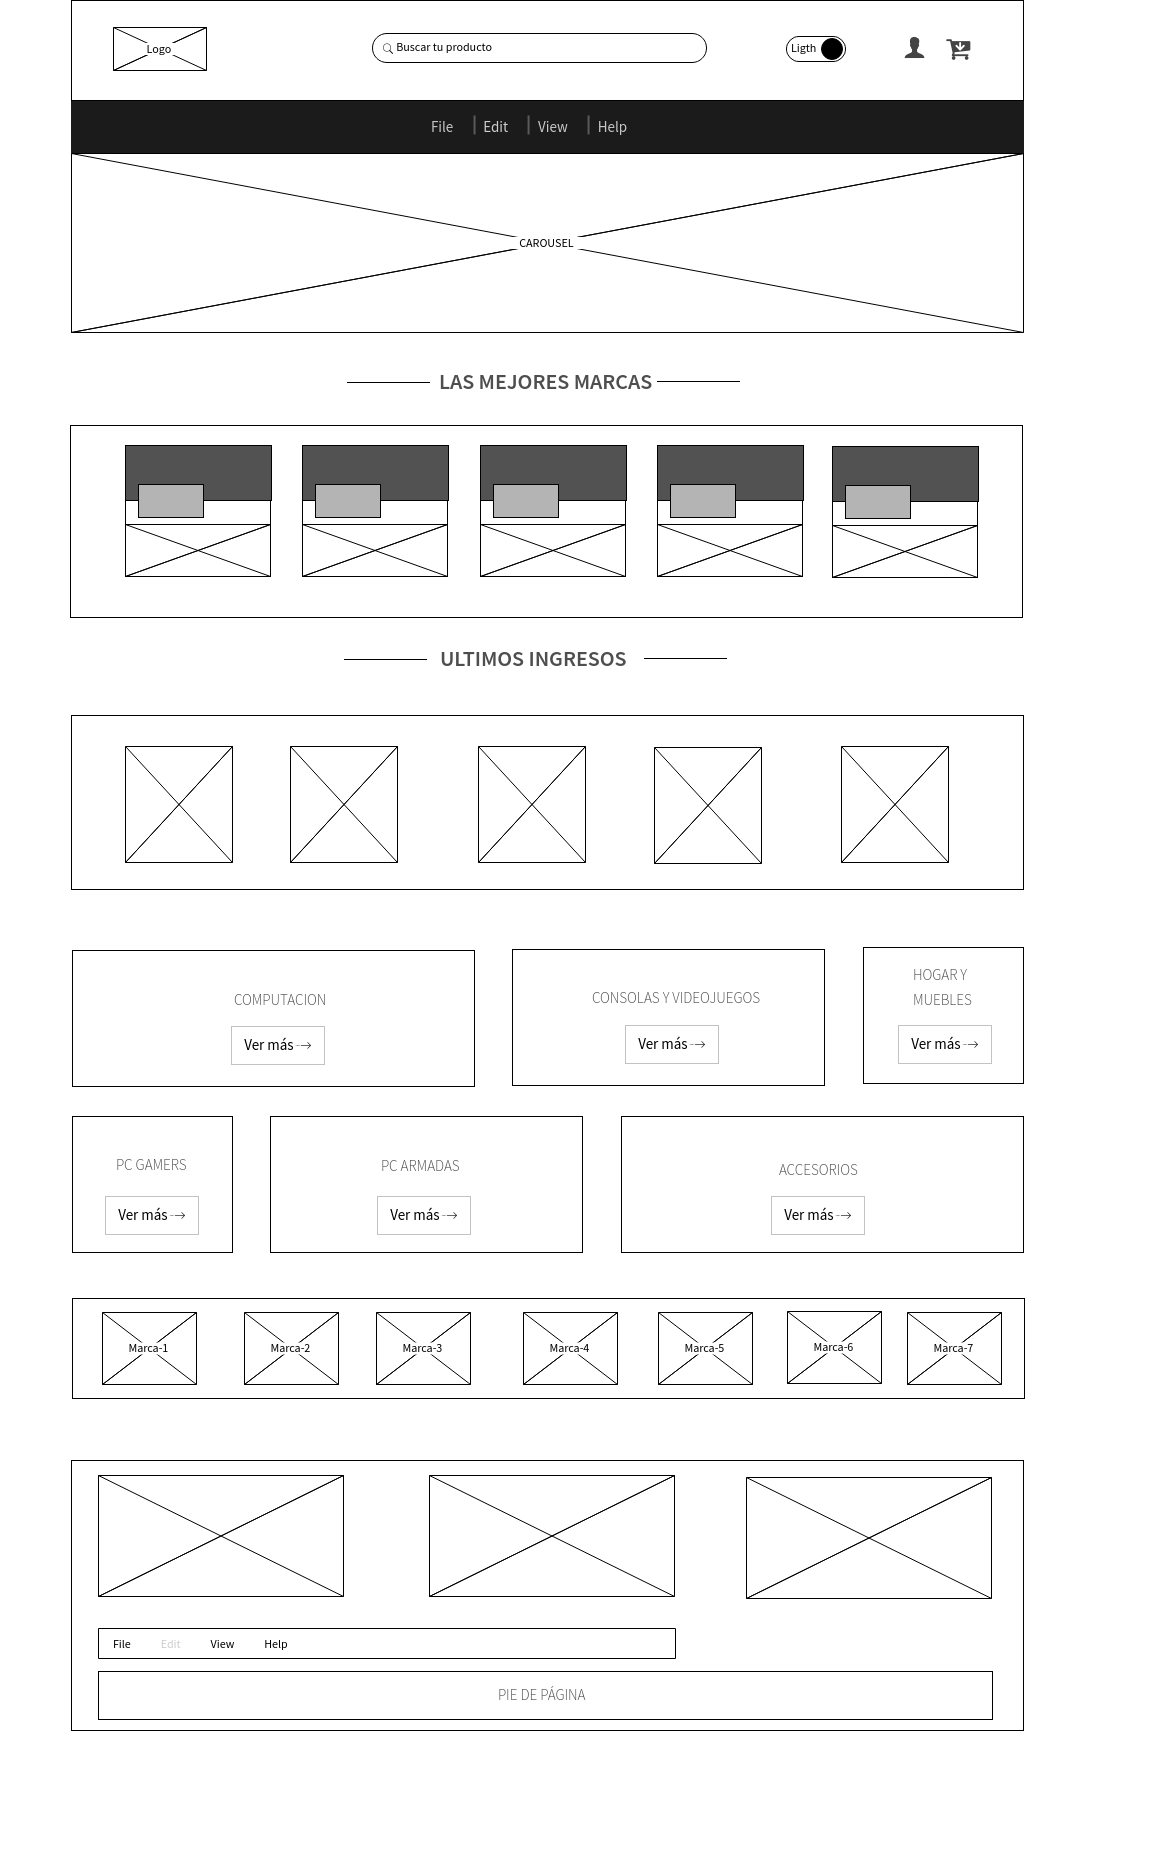 Logo
Buscar tu producto
Ligth
File Edit View Help
CAROUSEL
LAS MEJORES MARCAS
ULTIMOS INGRESOS
COMPUTACION
Ver más
CONSOLAS Y VIDEOJUEGOS
Ver más
HOGAR Y
MUEBLES
Ver más
PC GAMERS
Ver más
PC ARMADAS
Ver más
ACCESORIOS
Ver más
Marca-1 Marca-2 Marca-3 Marca-4 Marca-5 Marca-6 Marca-7
File Edit View Help
PIE DE PÁGINA